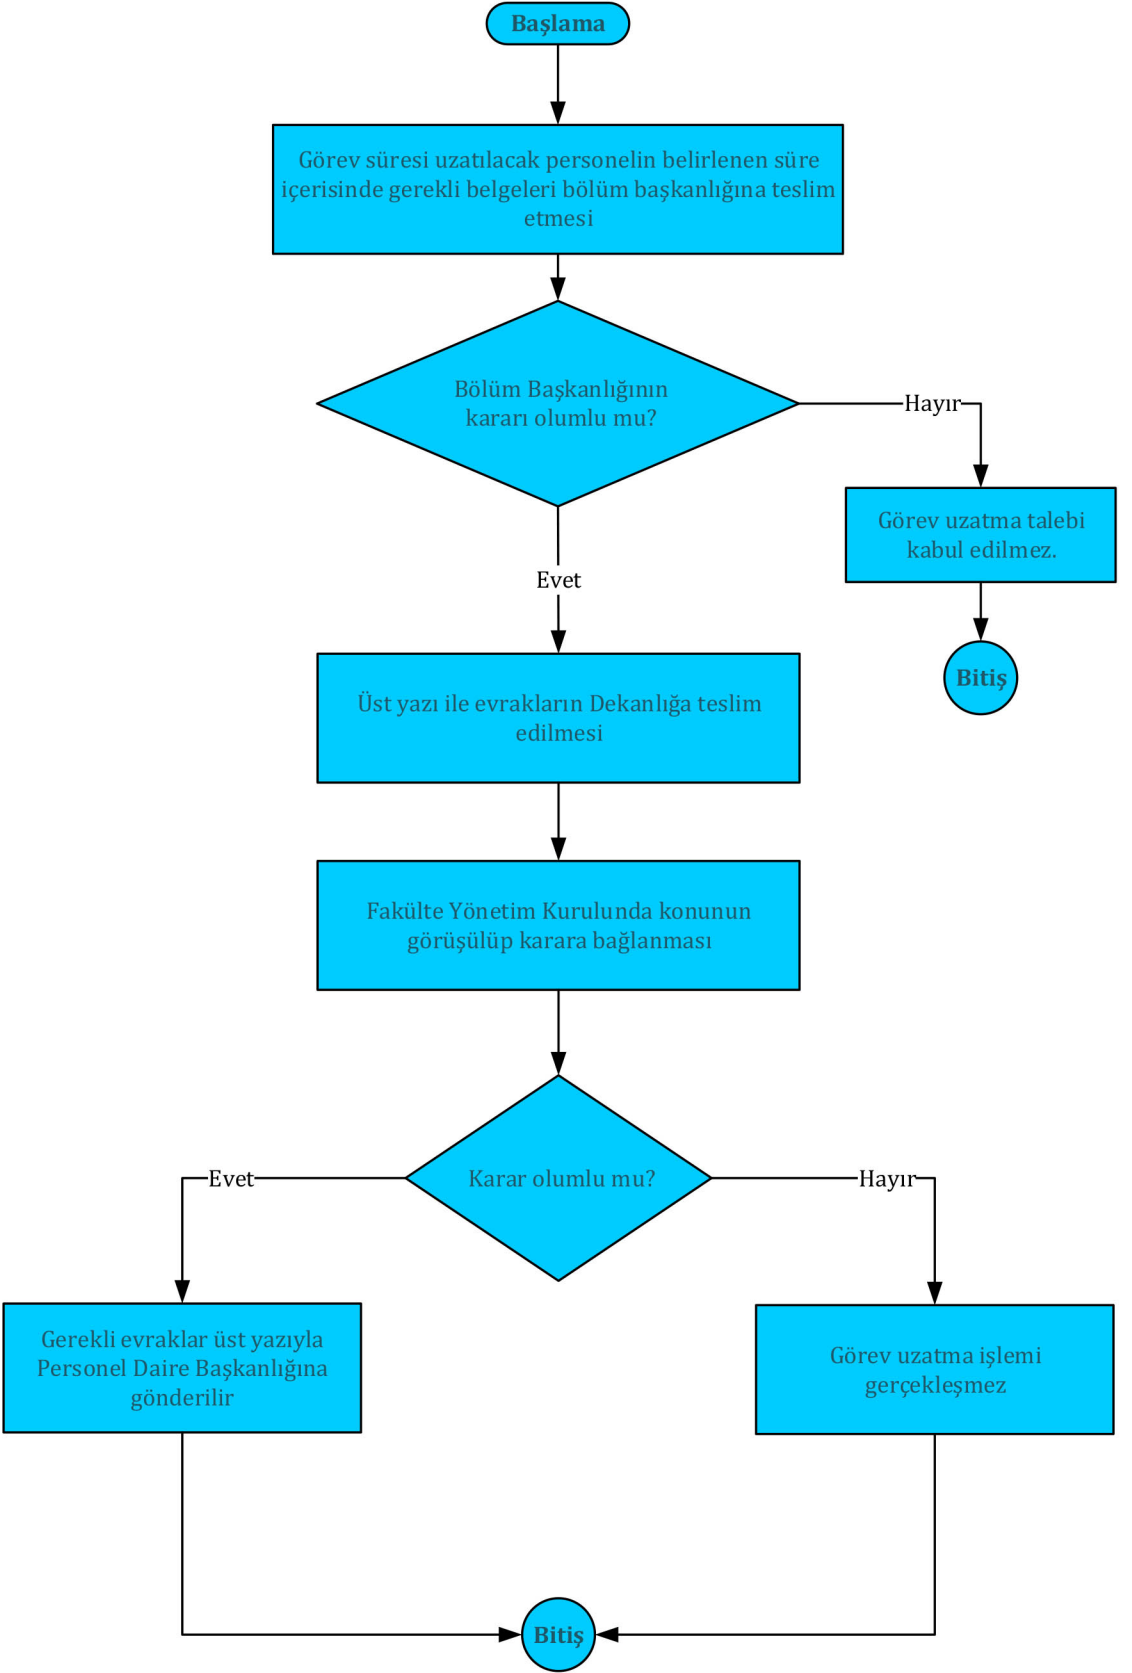 Başlama
Görev süresi uzatılacak personelin belirlenen süre
içerisinde gerekli belgeleri bölüm başkanlığına teslim
etmesi
Bölüm Başkanlığının
kararı olumlu mu?
Hayır
Görev uzatma talebi
kabul edilmez.
Bitiş
Evet
Üst yazı ile evrakların Dekanlığa teslim
edilmesi
Fakülte Yönetim Kurulunda konunun
görüşülüp karara bağlanması
Karar olumlu mu?
Evet
Hayır
Gerekli evraklar üst yazıyla
Personel Daire Başkanlığına
gönderilir
Görev uzatma işlemi
gerçekleşmez
Bitiş